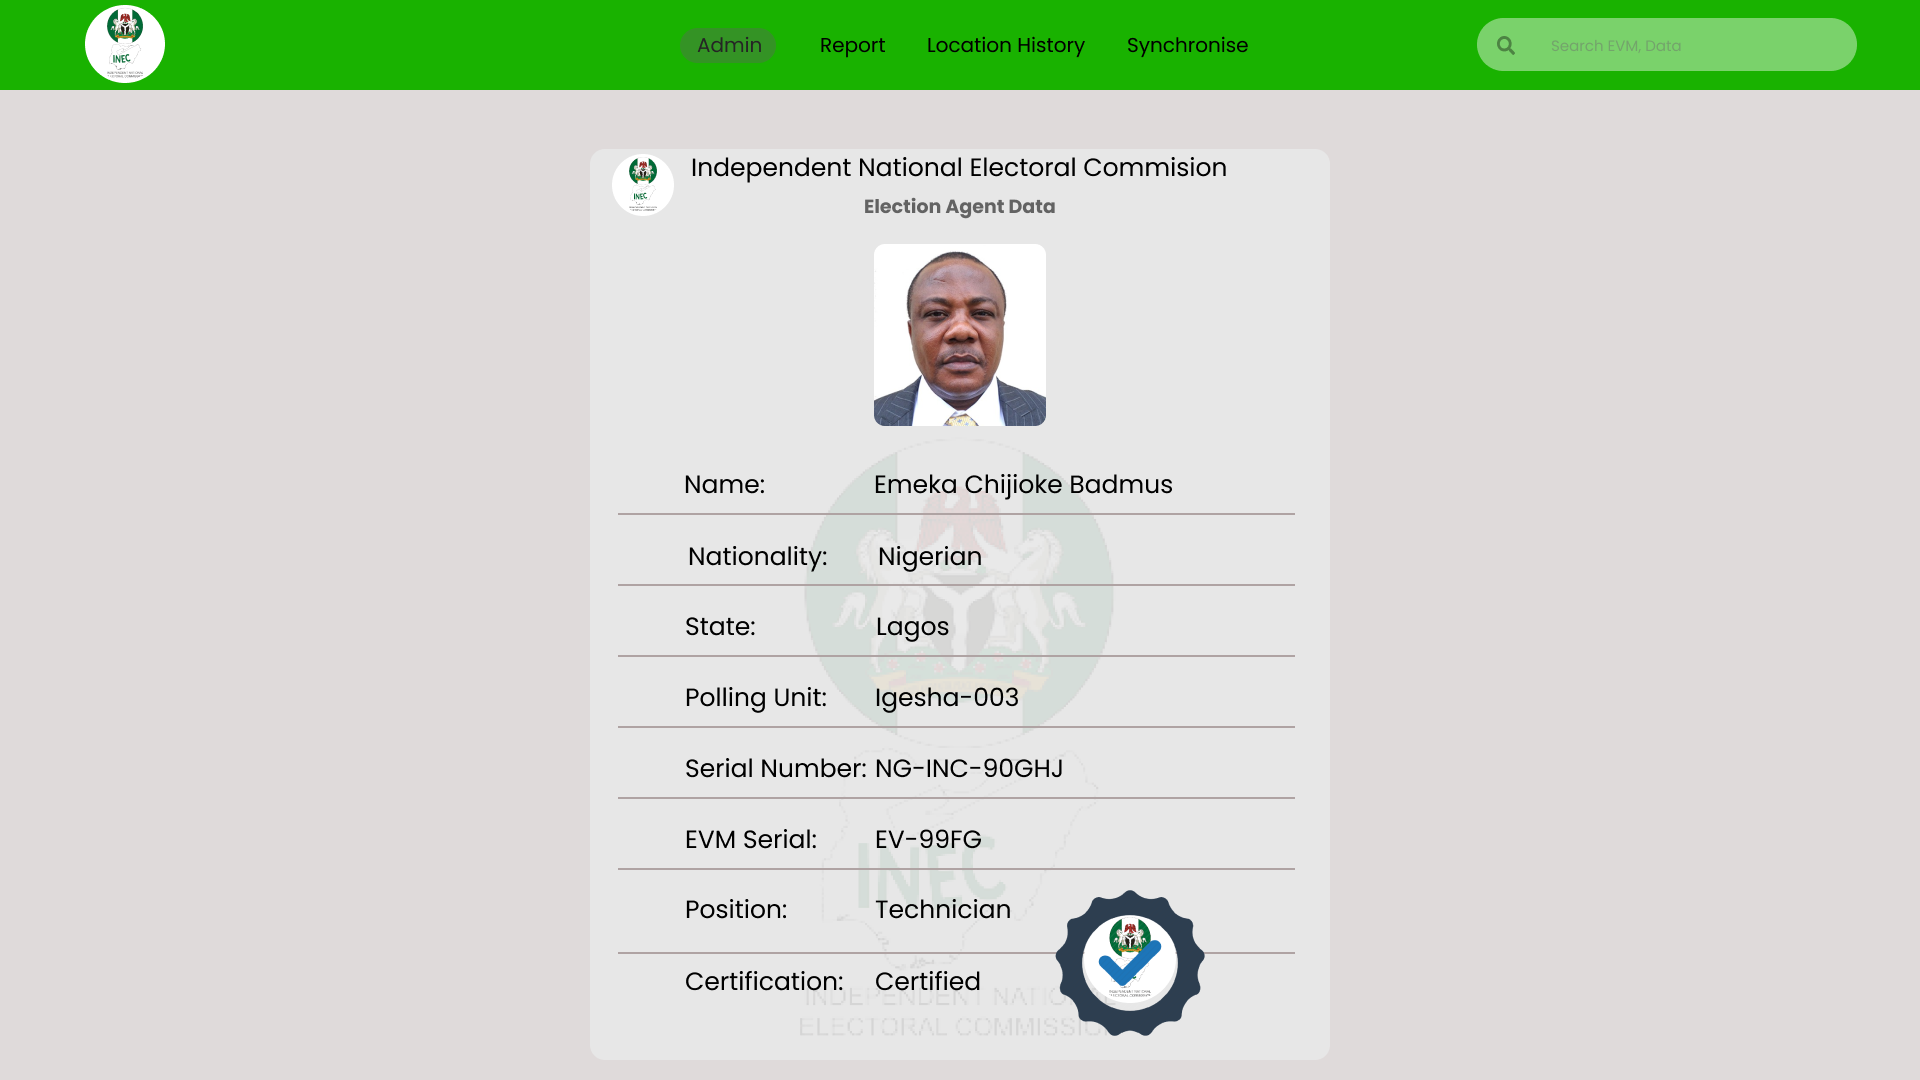 INEC
Admin Report Location History Synchronise
Search EVM, Data
INEC
Independent National Electoral Commision
Election Agent Data
Name: Emeka Chijioke Badmus
Nationality: Nigerian
State: Lagos
Polling Unit: Igesha-003
Serial Number: NG-INC-90GHJ
EVM Serial: EV-99FG
INEC
Position: Technician
Certification: Certified
INDEPENDENT NATIO
ELECTORAL COMMISSIO